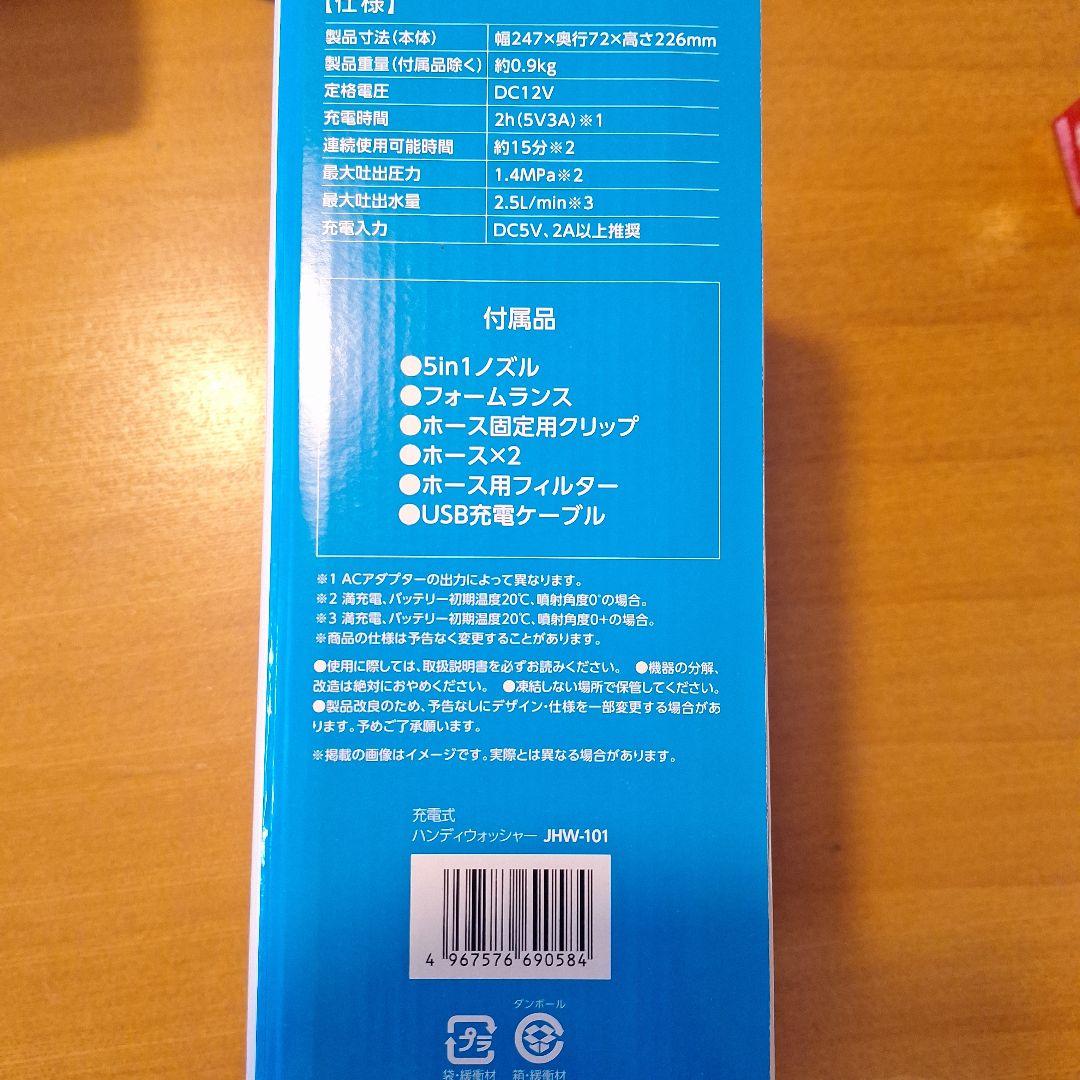 【仕様】
製品寸法(本体) 幅247×奥行72×高さ226mm
製品重量(付属品除く) 約0.9kg
定格電圧 DC12V
充電時間 2h(5V3A)※1
連続使用可能時間 約15分※2
最大吐出圧力 1.4MPa※2
最大吐出水量 2.5L/min※3
充電入力 DC5V、2A以上推奨
付属品
●5in1ノズル
●フォームランス
●ホース固定用クリップ
●ホース×2
●ホース用フィルター
●USB充電ケーブル
※1 ACアダプターの出力によって異なります。
※2 満充電、バッテリー初期温度20℃、噴射角度0°の場合。
※3 満充電、バッテリー初期温度20℃、噴射角度0+の場合。
※商品の仕様は予告なく変更することがあります。
●使用に際しては、取扱説明書を必ずお読みください。 ●機器の分解、
改造は絶対におやめください。 ●凍結しない場所で保管してください。
●製品改良のため、予告なしにデザイン・仕様を一部変更する場合があ
ります。予めご了承願います。
※掲載の画像はイメージです。実際とは異なる場合があります。
充電式
ハンディウォッシャー JHW-101
4 967576 690584
ダンボール
プラ
袋・緩衝材 箱・緩衝材